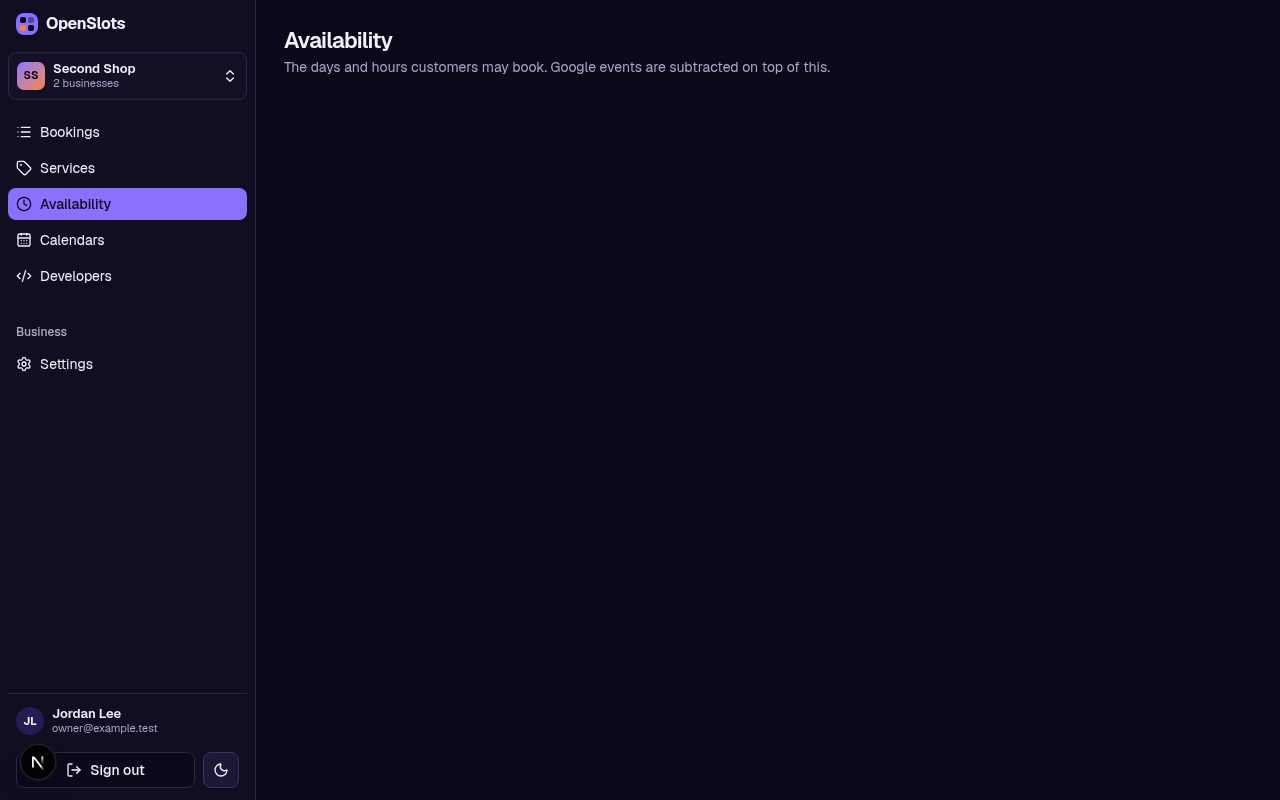 OpenSlots
SS
Second Shop
2 businesses
Bookings
Services
Availability
Calendars
Developers
Business
Settings
JL
Jordan Lee
owner@example.test
N
Sign out
Availability
The days and hours customers may book. Google events are subtracted on top of this.